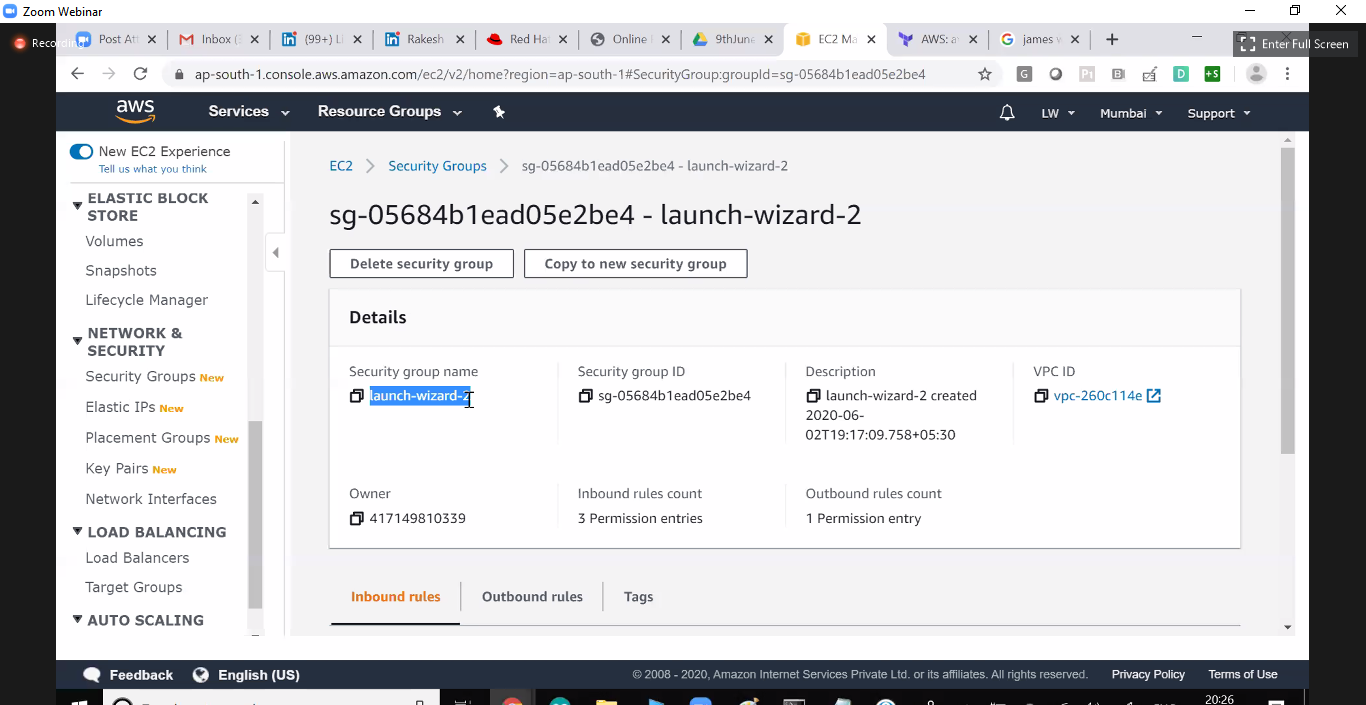 Zoom Webinar
Recording
Post Att
Inbox (3
(99+) Li
Rakesh
Red Ha
Online
9thJune
EC2 Ma
AWS: a
james w
Enter Full Screen
ap-south-1.console.aws.amazon.com/ec2/v2/home?region=ap-south-1#SecurityGroup:groupId=sg-05684b1ead05e2be4
aws Services Resource Groups LW Mumbai Support
New EC2 Experience
Tell us what you think
ELASTIC BLOCK
STORE
Volumes
Snapshots
Lifecycle Manager
NETWORK &
SECURITY
Security Groups New
Elastic IPs New
Placement Groups New
Key Pairs New
Network Interfaces
LOAD BALANCING
Load Balancers
Target Groups
AUTO SCALING
EC2 > Security Groups > sg-05684b1ead05e2be4 - launch-wizard-2
sg-05684b1ead05e2be4 - launch-wizard-2
Delete security group Copy to new security group
Details
Security group name
launch-wizard-2
Security group ID
sg-05684b1ead05e2be4
Description
launch-wizard-2 created
2020-06-
02T19:17:09.758+05:30
VPC ID
vpc-260c114e
Owner
417149810339
Inbound rules count
3 Permission entries
Outbound rules count
1 Permission entry
Inbound rules Outbound rules Tags
Feedback English (US) © 2008 - 2020, Amazon Internet Services Private Ltd. or its affiliates. All rights reserved. Privacy Policy Terms of Use
20:26